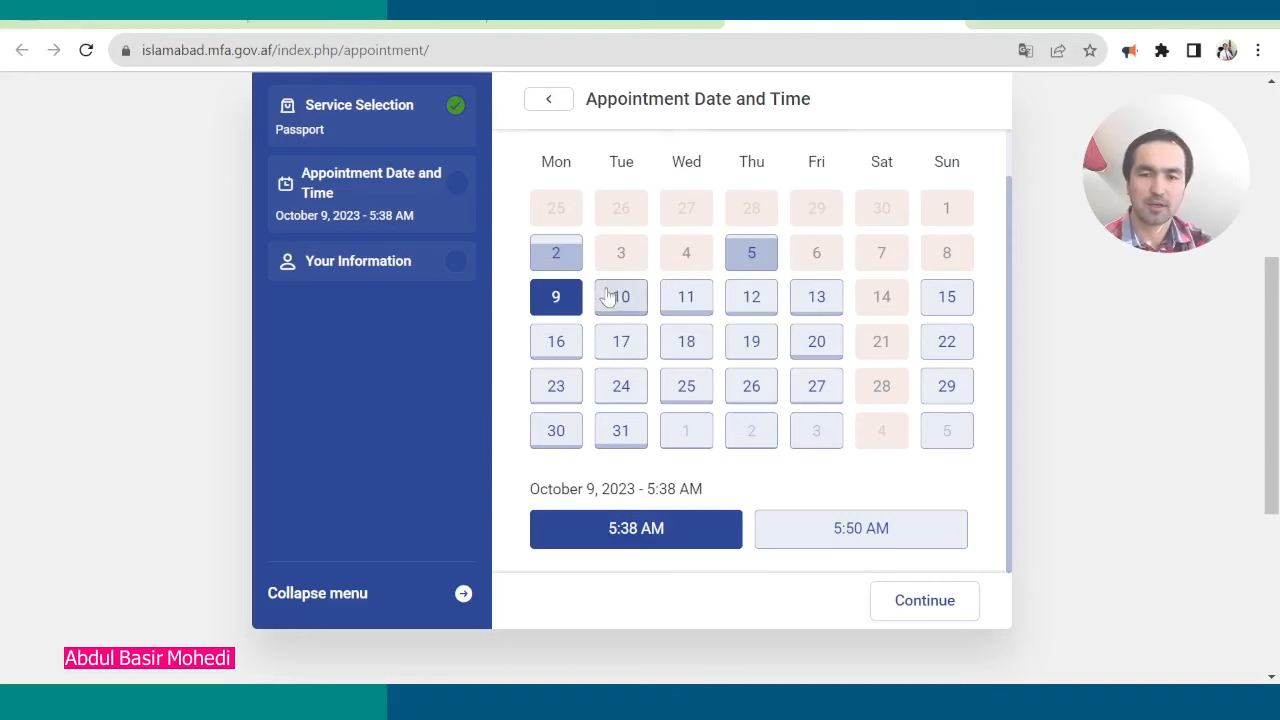 islamabad.mfa.gov.af/index.php/appointment/
Service Selection
Passport
Appointment Date and
Time
October 9, 2023 - 5:38 AM
Your Information
Collapse menu
Appointment Date and Time
Mon Tue Wed Thu Fri Sat Sun
25 26 27 28 29 30 1
2 3 4 5 6 7 8
9 10 11 12 13 14 15
16 17 18 19 20 21 22
23 24 25 26 27 28 29
30 31 1 2 3 4 5
October 9, 2023 - 5:38 AM
5:38 AM 5:50 AM
Continue
Abdul Basir Mohedi